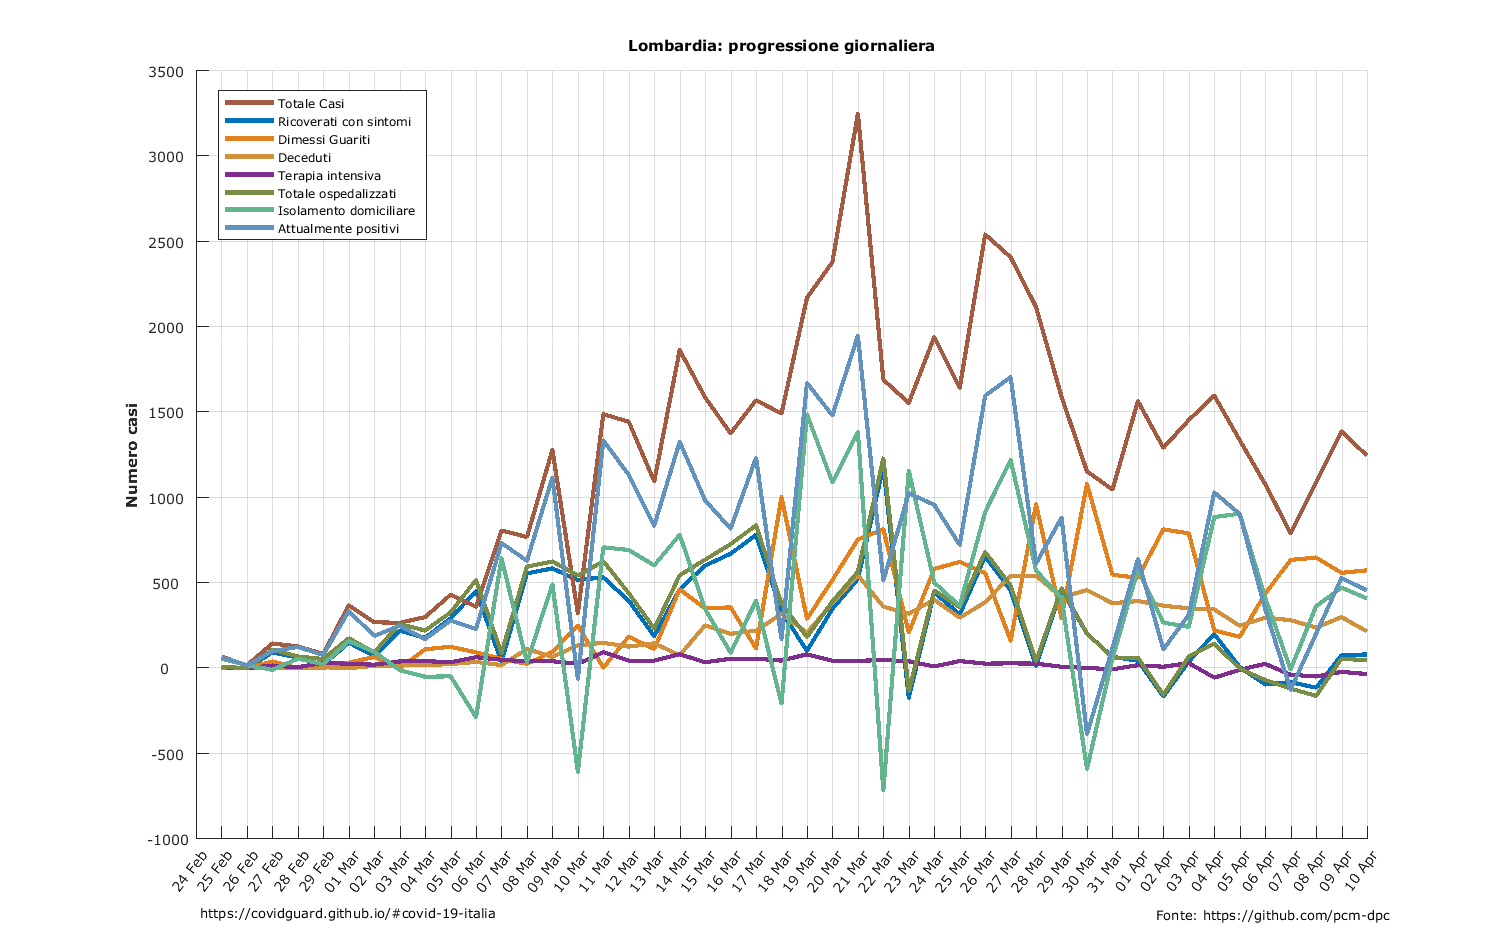 Lombardia: progressione giornaliera
3500
3000
2500
2000
1500
1000
500
0
-500
-1000
Numero casi
Totale Casi
Ricoverati con sintomi
Dimessi Guariti
Deceduti
Terapia intensiva
Totale ospedalizzati
Isolamento domiciliare
Attualmente positivi
24 Feb
25 Feb
26 Feb
27 Feb
28 Feb
29 Feb
01 Mar
02 Mar
03 Mar
04 Mar
05 Mar
06 Mar
07 Mar
08 Mar
09 Mar
10 Mar
11 Mar
12 Mar
13 Mar
14 Mar
15 Mar
16 Mar
17 Mar
18 Mar
19 Mar
20 Mar
21 Mar
22 Mar
23 Mar
24 Mar
25 Mar
26 Mar
27 Mar
28 Mar
29 Mar
30 Mar
31 Mar
01 Apr
02 Apr
03 Apr
04 Apr
05 Apr
06 Apr
07 Apr
08 Apr
09 Apr
10 Apr
https://covidguard.github.io/#covid-19-italia
Fonte: https://github.com/pcm-dpc